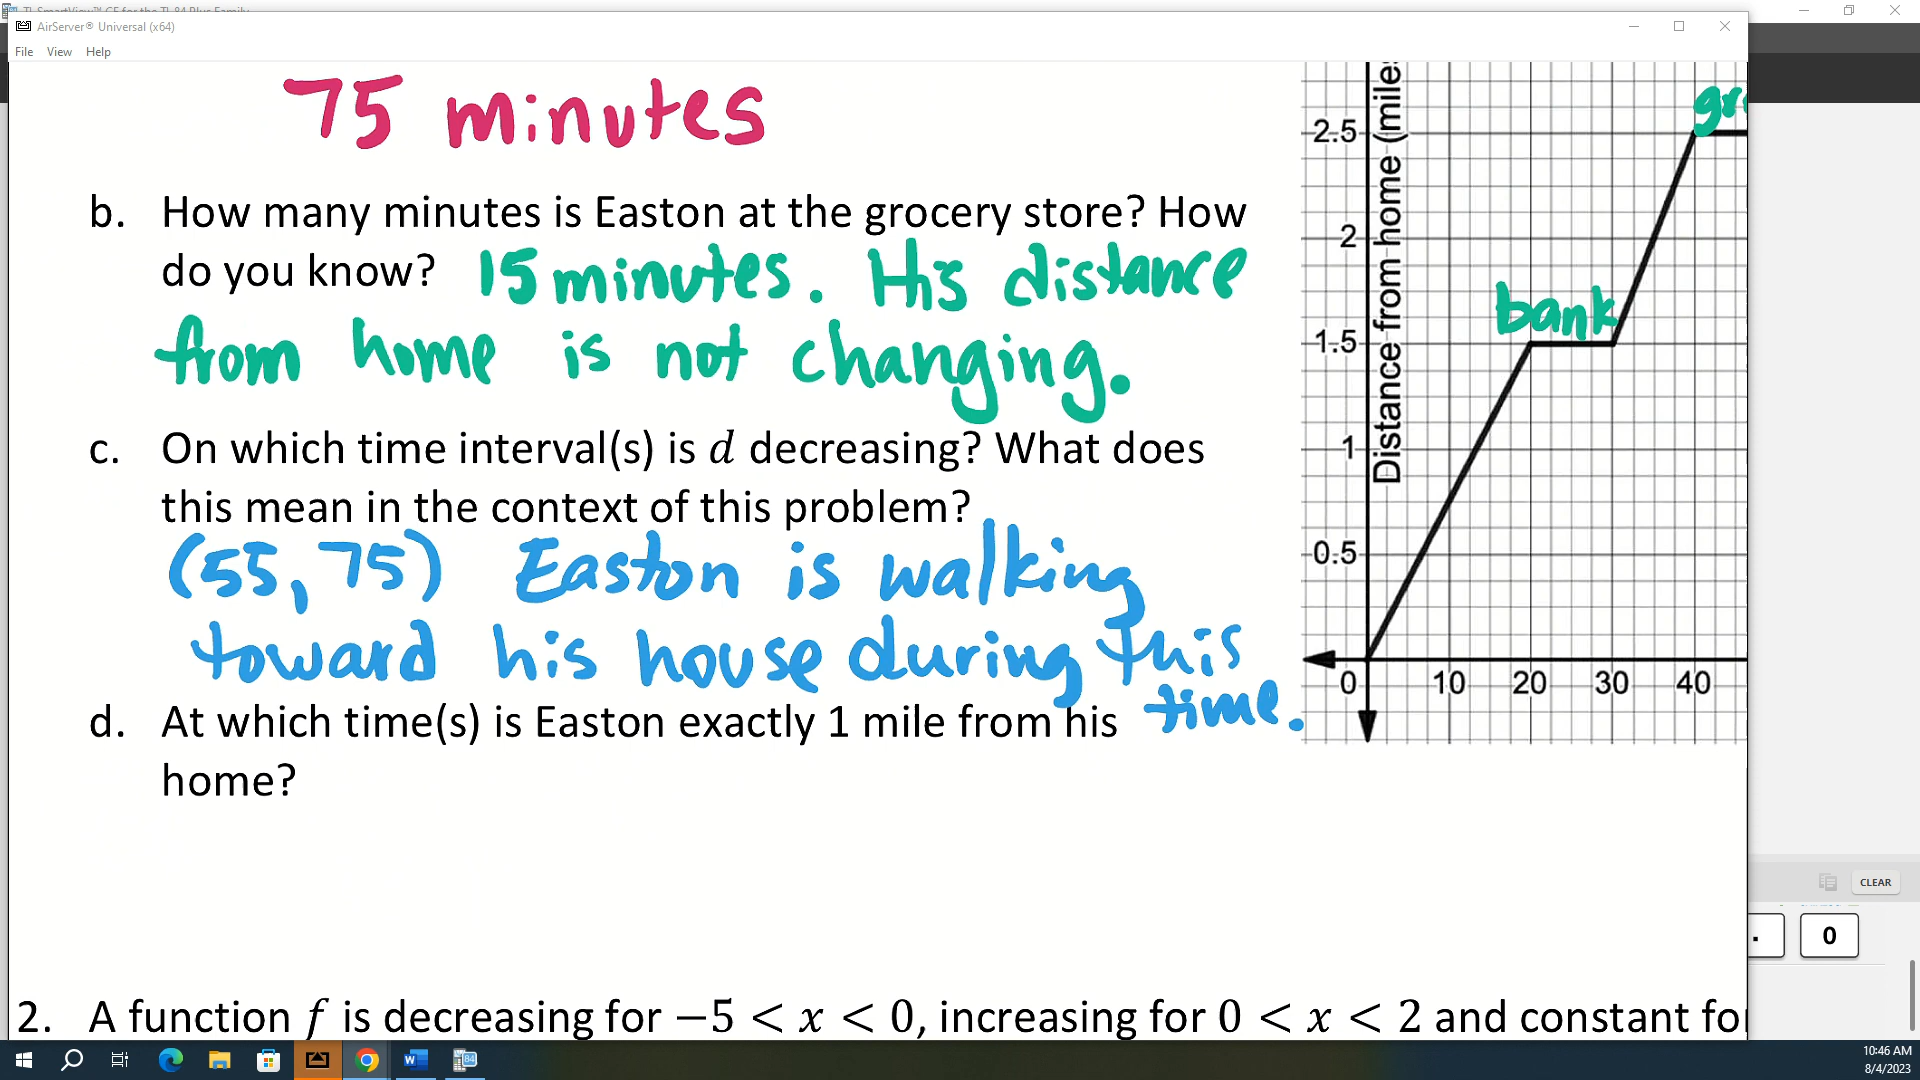 AirServer® Universal (x64)
File View Help
75 minutes
b. How many minutes is Easton at the grocery store? How
do you know? 15 minutes. His distance
from home is not changing.
c. On which time interval(s) is d decreasing? What does
this mean in the context of this problem?
(55, 75) Easton is walking
toward his house during this
time.
d. At which time(s) is Easton exactly 1 mile from his
home?
2. A function f is decreasing for −5 < x < 0, increasing for 0 < x < 2 and constant fo
Distance from home (miles
2.5
2
1.5
1
0.5
0 10 20 30 40
gr
bank
CLEAR
. 0
10:46 AM
8/4/2023